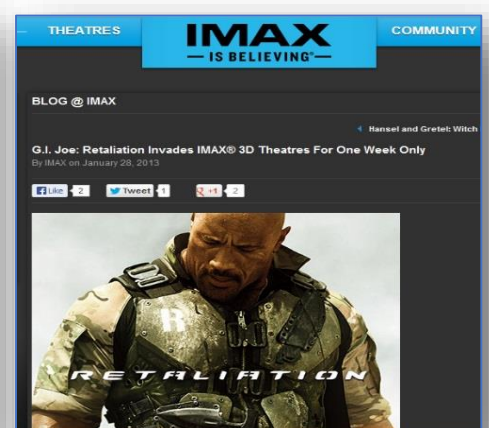 THEATRES
IMAX
IS BELIEVING®
COMMUNITY
BLOG @ IMAX
Hansel and Gretel: Witch
G.I. Joe: Retaliation Invades IMAX® 3D Theatres For One Week Only
By IMAX on January 28, 2013
Like 2 Tweet 1 +1 2
R
RETALIATION